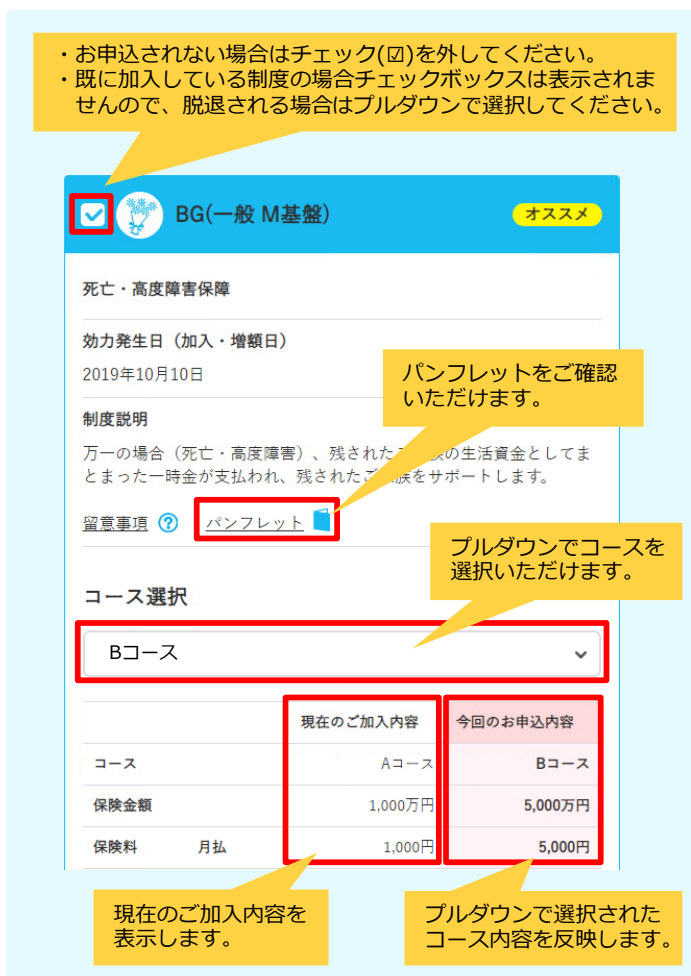 ・お申込されない場合はチェック(☑)を外してください。
・既に加入している制度の場合チェックボックスは表示されま
せんので、脱退される場合はプルダウンで選択してください。
BG(一般 M基盤)
オススメ
死亡・高度障害保障
効力発生日（加入・増額日）
2019年10月10日
パンフレットをご確認
いただけます。
制度説明
万一の場合（死亡・高度障害）、残された の生活資金としてま
とまった一時金が支払われ、残されたご族をサポートします。
留意事項 ?
パンフレット
プルダウンでコースを
選択いただけます。
コース選択
Bコース
現在のご加入内容 今回のお申込内容
コース Aコース Bコース
保険金額 1,000万円 5,000万円
保険料 月払 1,000円 5,000円
現在のご加入内容を
表示します。
プルダウンで選択された
コース内容を反映します。